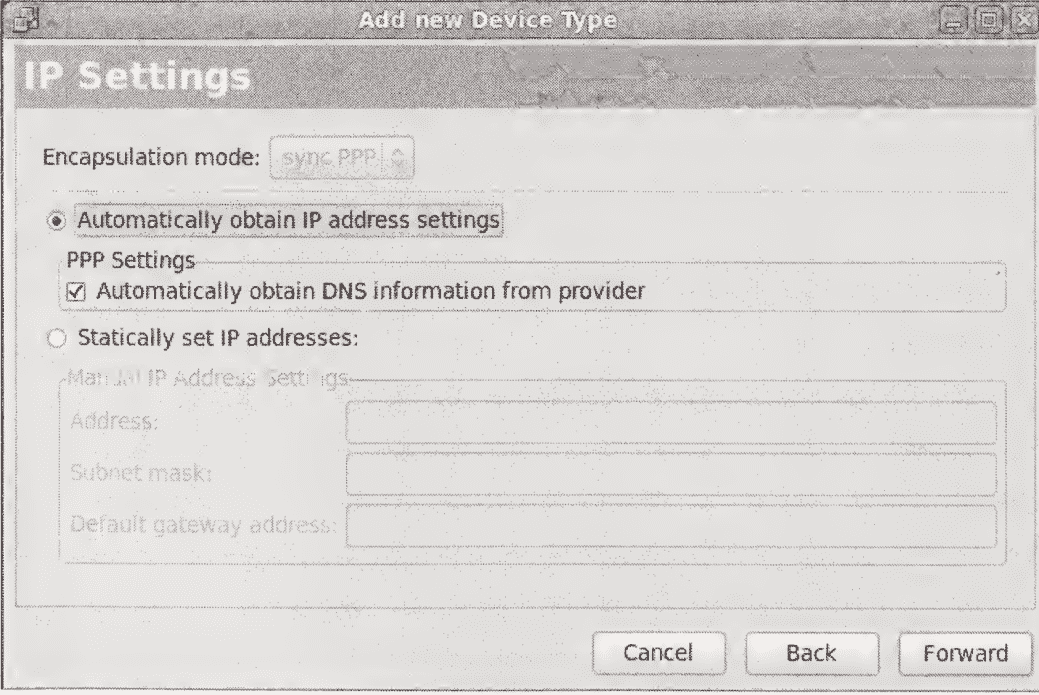 Add new Device Type
IP Settings
Encapsulation mode: sync PPP
Automatically obtain IP address settings
PPP Settings
Automatically obtain DNS information from provider
Statically set IP addresses:
Manual IP Address Settings
Address:
Subnet mask:
Default gateway address:
Cancel Back Forward